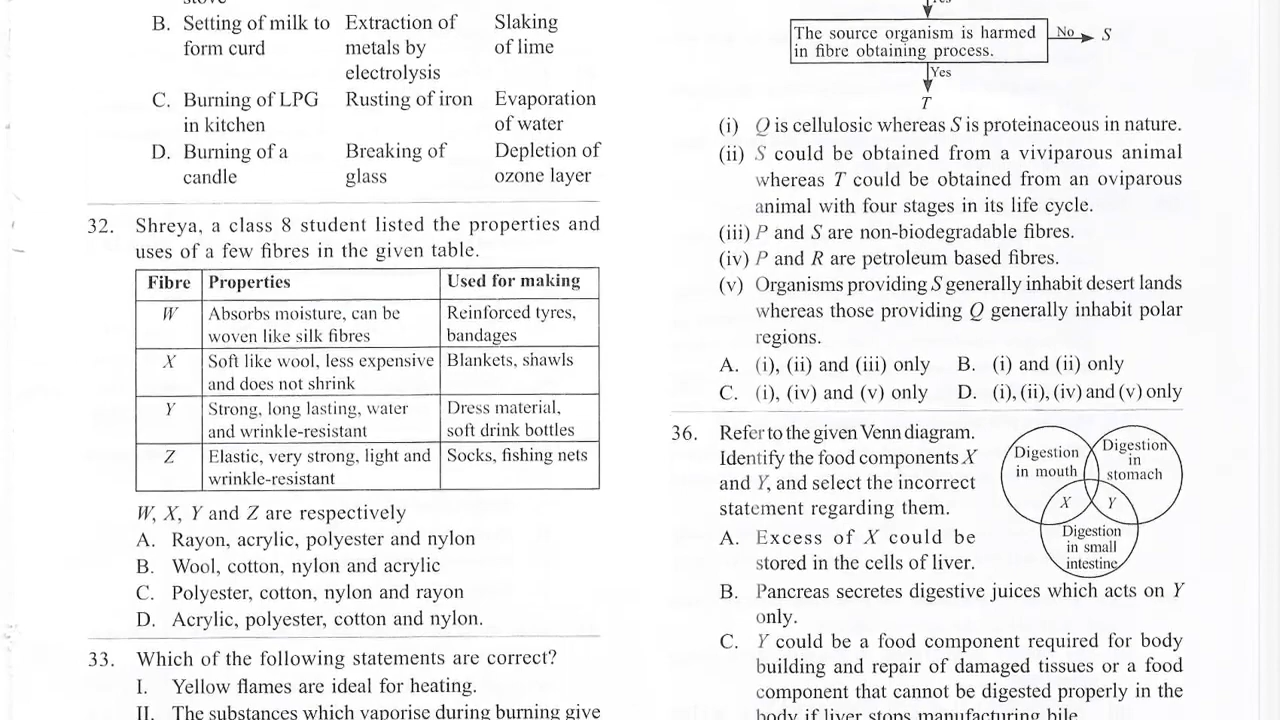 stove
B. Setting of milk to form curd Extraction of metals by electrolysis Slaking of lime
C. Burning of LPG in kitchen Rusting of iron Evaporation of water
D. Burning of a candle Breaking of glass Depletion of ozone layer
32. Shreya, a class 8 student listed the properties and
uses of a few fibres in the given table.
Fibre Properties Used for making
W Absorbs moisture, can be woven like silk fibres Reinforced tyres, bandages
X Soft like wool, less expensive and does not shrink Blankets, shawls
Y Strong, long lasting, water and wrinkle-resistant Dress material, soft drink bottles
Z Elastic, very strong, light and wrinkle-resistant Socks, fishing nets
W, X, Y and Z are respectively
A. Rayon, acrylic, polyester and nylon
B. Wool, cotton, nylon and acrylic
C. Polyester, cotton, nylon and rayon
D. Acrylic, polyester, cotton and nylon.
33. Which of the following statements are correct?
I. Yellow flames are ideal for heating.
II. The substances which vaporise during burning give
Yes
The source organism is harmed
in fibre obtaining process.
No S
Yes
T
(i) Q is cellulosic whereas S is proteinaceous in nature.
(ii) S could be obtained from a viviparous animal
whereas T could be obtained from an oviparous
animal with four stages in its life cycle.
(iii) P and S are non-biodegradable fibres.
(iv) P and R are petroleum based fibres.
(v) Organisms providing S generally inhabit desert lands
whereas those providing Q generally inhabit polar
regions.
A. (i), (ii) and (iii) only B. (i) and (ii) only
C. (i), (iv) and (v) only D. (i), (ii), (iv) and (v) only
36. Refer to the given Venn diagram.
Identify the food components X
and Y, and select the incorrect
statement regarding them.
Digestion in mouth
Digestion in stomach
X Y
Digestion in small intestine
A. Excess of X could be
stored in the cells of liver.
B. Pancreas secretes digestive juices which acts on Y
only.
C. Y could be a food component required for body
building and repair of damaged tissues or a food
component that cannot be digested properly in the
body if liver stops manufacturing bile